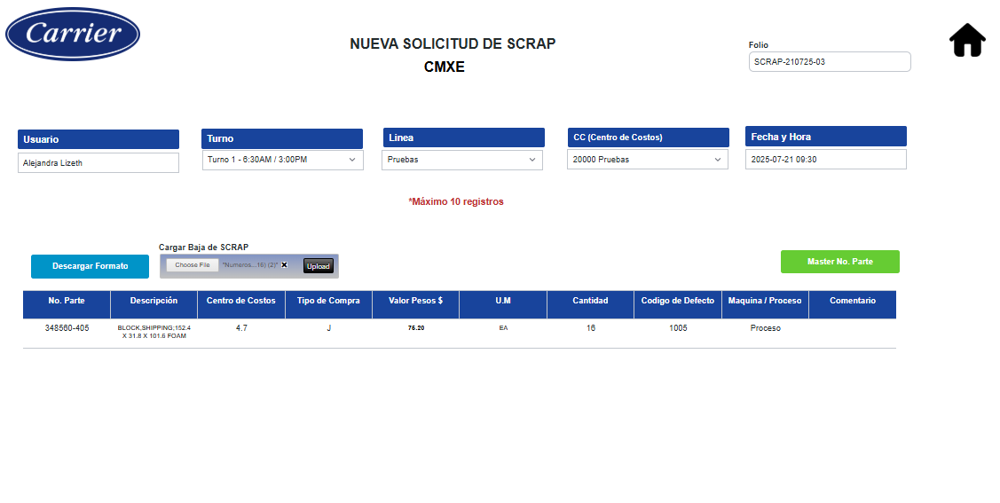 Carrier
NUEVA SOLICITUD DE SCRAP
CMXE
Folio
SCRAP-210725-03
Usuario
Alejandra Lizeth
Turno
Turno 1 - 6:30AM / 3:00PM
Linea
Pruebas
CC (Centro de Costos)
20000 Pruebas
Fecha y Hora
2025-07-21 09:30
*Máximo 10 registros
Descargar Formato
Cargar Baja de SCRAP
Choose File "Numeros...16) (2)" Upload
Master No. Parte
No. Parte Descripción Centro de Costos Tipo de Compra Valor Pesos $ U.M Cantidad Codigo de Defecto Maquina / Proceso Comentario
348560-405 BLOCK,SHIPPING;152.4 4.7 J 75.20 EA 16 1005 Proceso
X 31.8 X 101.6 FOAM